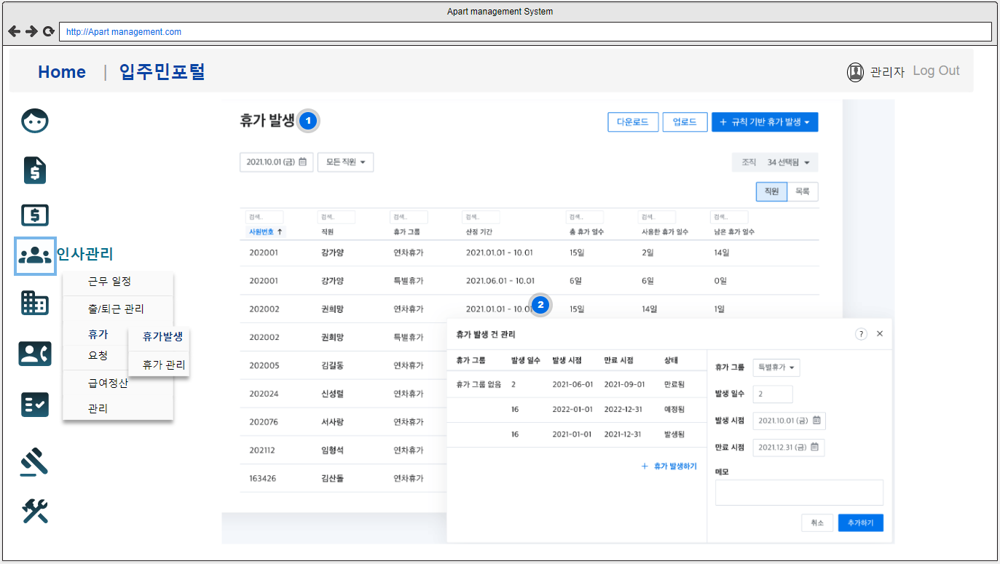 Apart management System
http://Apart management.com
Home | 입주민포털
관리자 Log Out
인사관리
근무 일정
출/퇴근 관리
휴가
요청
급여정산
관리
휴가발생
휴가 관리
휴가 발생 1
다운로드 업로드 + 규칙 기반 휴가 발생
2021.10.01 (금) 모든 직원
조직 34 선택됨
직원 목록
검색.. 검색.. 검색.. 검색.. 검색.. 검색.. 검색..
사원번호 ↑ 직원 휴가 그룹 산정 기간 총 휴가 일수 사용한 휴가 일수 남은 휴가 일수
202001 강가양 연차휴가 2021.01.01 - 10.01 15일 2일 14일
202001 강가양 특별휴가 2021.06.01 - 10.01 6일 6일 0일
202002 권희망 연차휴가 2021.01.01 - 10.0 15일 14일 1일
2
202002 권희망 특별휴가
202005 김길동 연차휴가
202024 신성렬 연차휴가
202076 서사랑 연차휴가
202112 임형석 연차휴가
163426 김산돌 연차휴가
휴가 발생 건 관리 ? ×
휴가 그룹 발생 일수 발생 시점 만료 시점 상태
휴가 그룹 없음 2 2021-06-01 2021-09-01 만료됨
16 2022-01-01 2022-12-31 예정됨
16 2021-01-01 2021-12-31 발생됨
+ 휴가 발생하기
휴가 그룹 특별휴가
발생 일수 2
발생 시점 2021.10.01 (금)
만료 시점 2021.12.31 (금)
메모
취소 추가하기